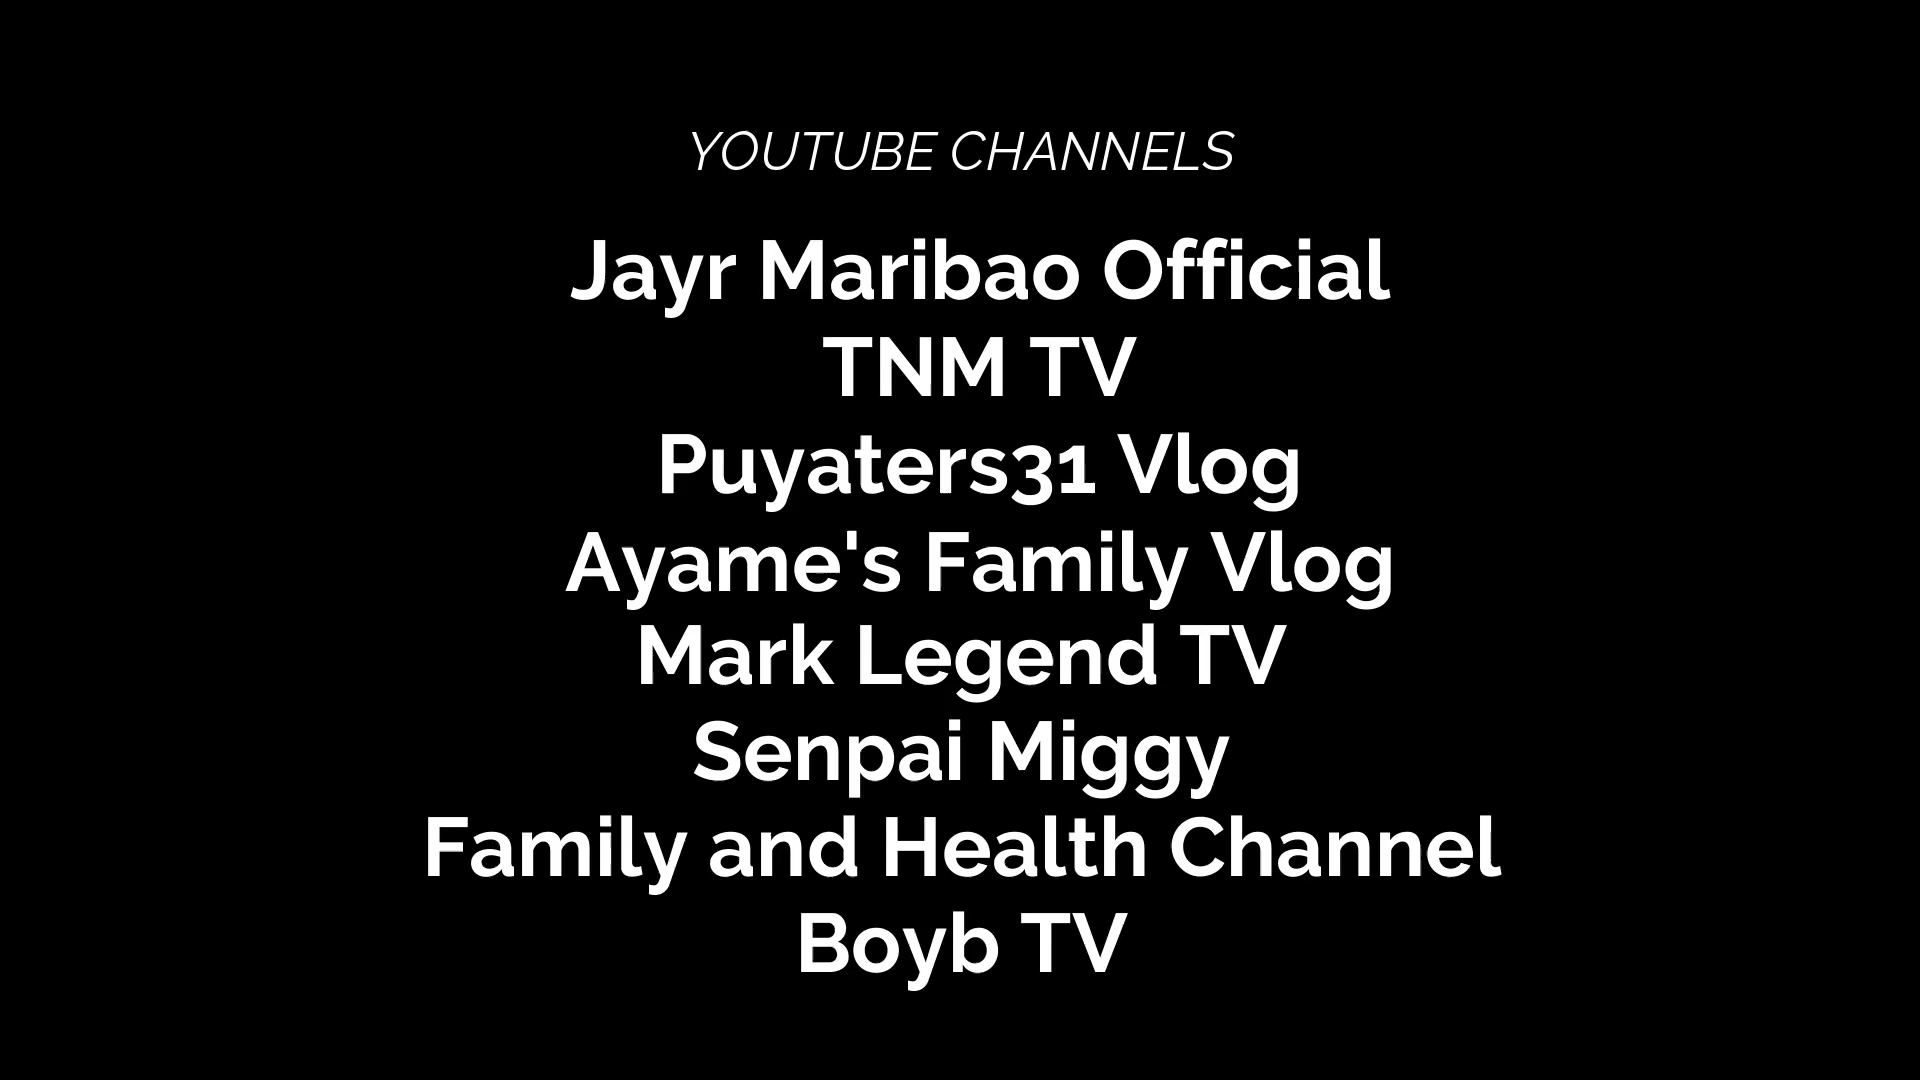 YOUTUBE CHANNELS
Jayr Maribao Official
TNM TV
Puyaters31 Vlog
Ayame's Family Vlog
Mark Legend TV
Senpai Miggy
Family and Health Channel
Boyb TV